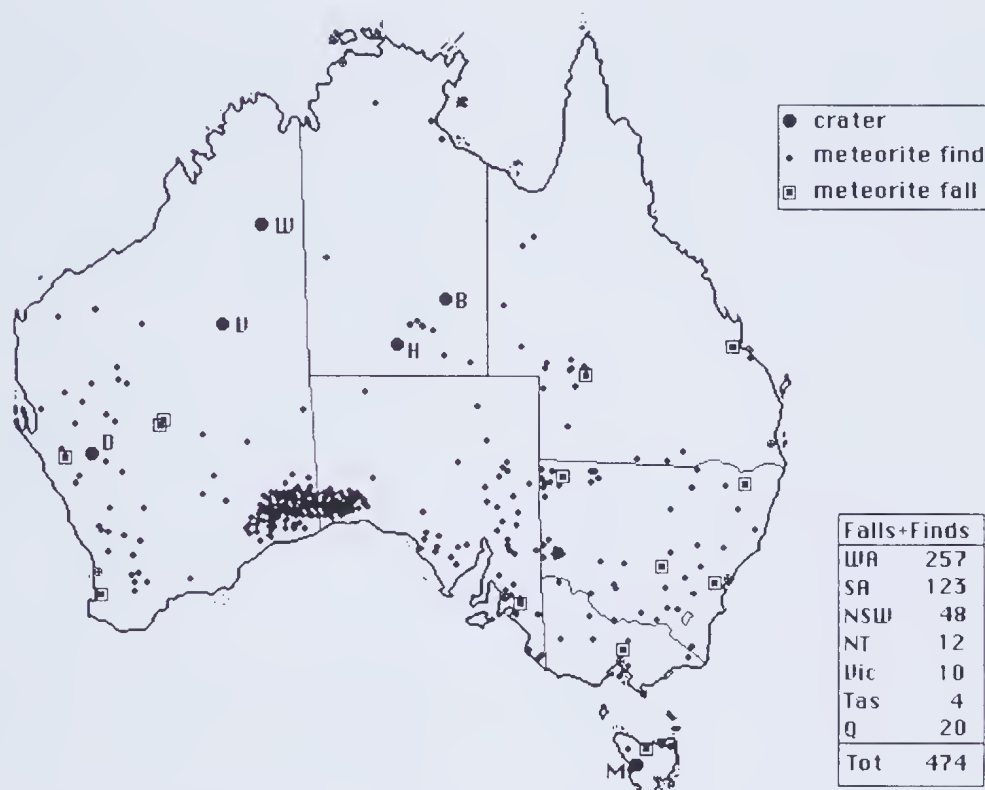 crater
meteorite find
meteorite fall
W
B
V
H
D
Falls+Finds
WA 257
SA 123
NSW 48
NT 12
Vic 10
Tas 4
Q 20
Tot 474
M